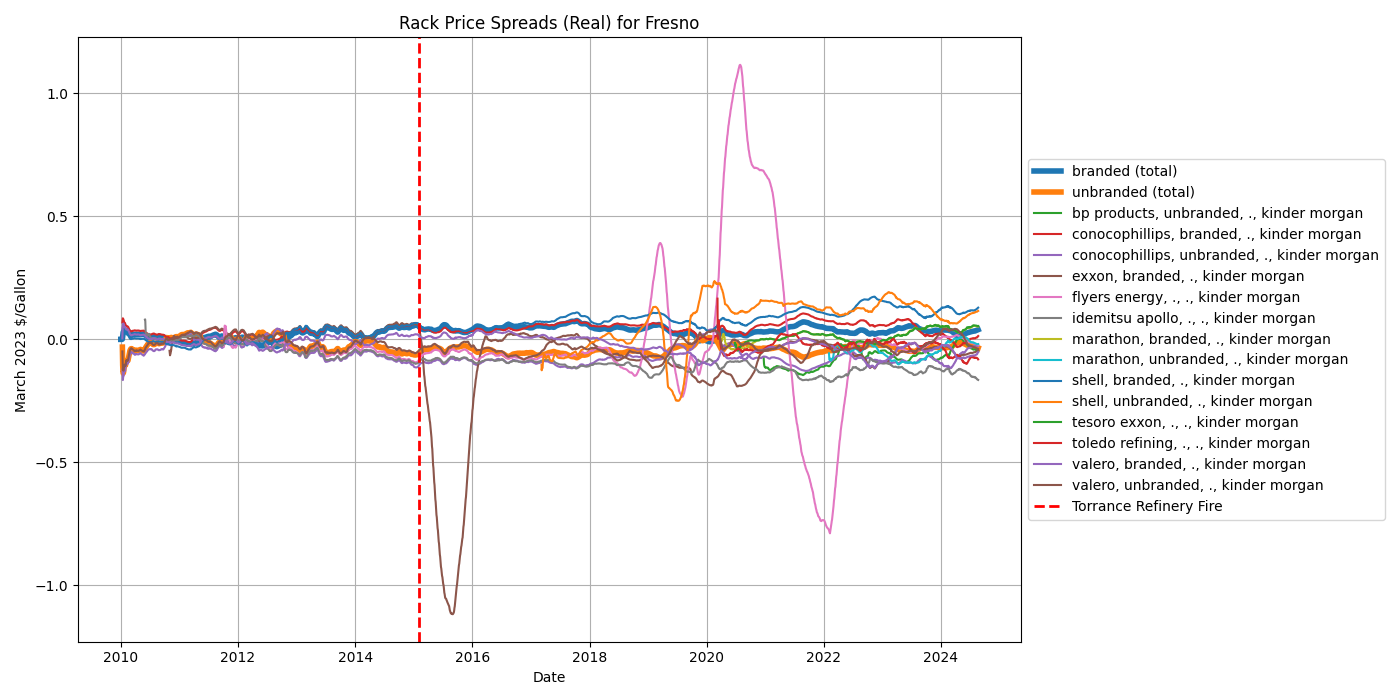 Rack Price Spreads (Real) for Fresno
March 2023 $/Gallon
1.0
0.5
0.0
−0.5
−1.0
2010 2012 2014 2016 2018 2020 2022 2024
Date
branded (total)
unbranded (total)
bp products, unbranded, ., kinder morgan
conocophillips, branded, ., kinder morgan
conocophillips, unbranded, ., kinder morgan
exxon, branded, ., kinder morgan
flyers energy, ., ., kinder morgan
idemitsu apollo, ., ., kinder morgan
marathon, branded, ., kinder morgan
marathon, unbranded, ., kinder morgan
shell, branded, ., kinder morgan
shell, unbranded, ., kinder morgan
tesoro exxon, ., ., kinder morgan
toledo refining, ., ., kinder morgan
valero, branded, ., kinder morgan
valero, unbranded, ., kinder morgan
Torrance Refinery Fire